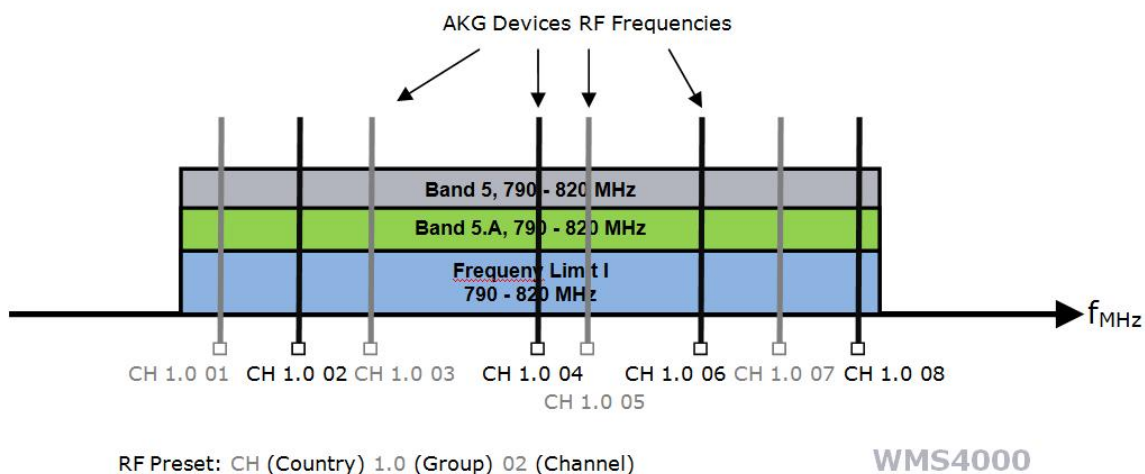 AKG Devices RF Frequencies
Band 5, 790 - 820 MHz
Band 5.A, 790 - 820 MHz
Frequeny Limit I
790 - 820 MHz
fMHz
CH 1.0 01 CH 1.0 02 CH 1.0 03 CH 1.0 04 CH 1.0 06 CH 1.0 07 CH 1.0 08
CH 1.0 05
RF Preset: CH (Country) 1.0 (Group) 02 (Channel)
WMS4000